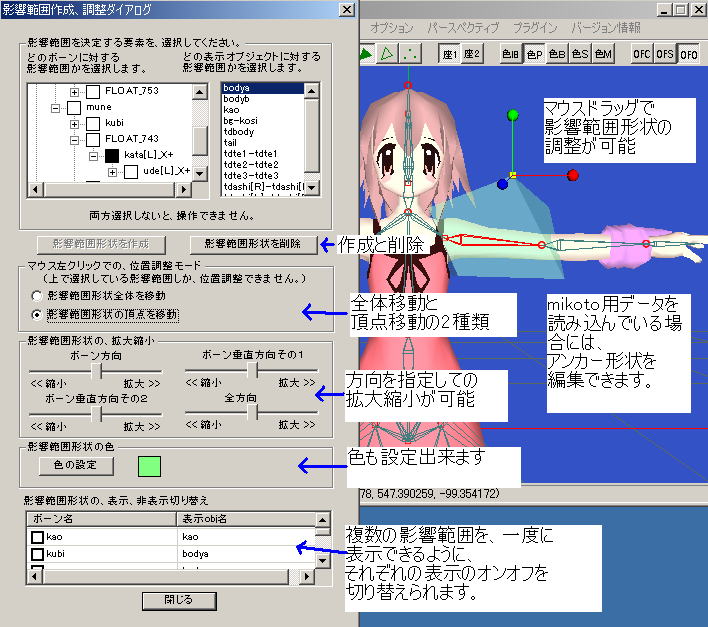 影響範囲作成、調整ダイアログ
オプション パースペクティブ プラグイン バージョン情報
座1 座2 色IB 色P 色B 色S 色M OFC OFS OFO
影響範囲を決定する要素を、選択してください。
どのボーンに対する
影響範囲かを選択します。
どの表示オブジェクトに対する
影響範囲かを選択します。
FLOAT_753
mune
kubi
FLOAT_743
kata[L]_X+
ude[L]_X+
bodya
bodyb
kao
bg-kosi
tdbody
tail
tdte1-tdte1
tdte2-tdte2
tdte3-tdte3
tdashi[R]-tdashi[
両方選択しないと、操作できません。
マウスドラッグで
影響範囲形状の
調整が可能
影響範囲形状を作成
影響範囲形状を削除
作成と削除
マウス左クリックでの、位置調整モード
（上で選択している影響範囲しか、位置調整できません。）
影響範囲形状全体を移動
影響範囲形状の頂点を移動
全体移動と
頂点移動の2種類
mikoto用データを
読み込んでいる場
合には、
アンカー形状を
編集できます。
影響範囲形状の、拡大縮小
ボーン方向
<< 縮小 拡大 >>
ボーン垂直方向その1
<< 縮小 拡大 >>
ボーン垂直方向その2
<< 縮小 拡大 >>
全方向
<< 縮小 拡大 >>
方向を指定しての
拡大縮小が可能
影響範囲形状の色
色の設定
色も設定出来ます
78, 547.390259, -99.354172)
影響範囲形状の、表示、非表示切り替え
ボーン名 表示obj名
kao kao
kubi bodya
複数の影響範囲を、一度に
表示できるように、
それぞれの表示のオンオフを
切り替えられます。
閉じる